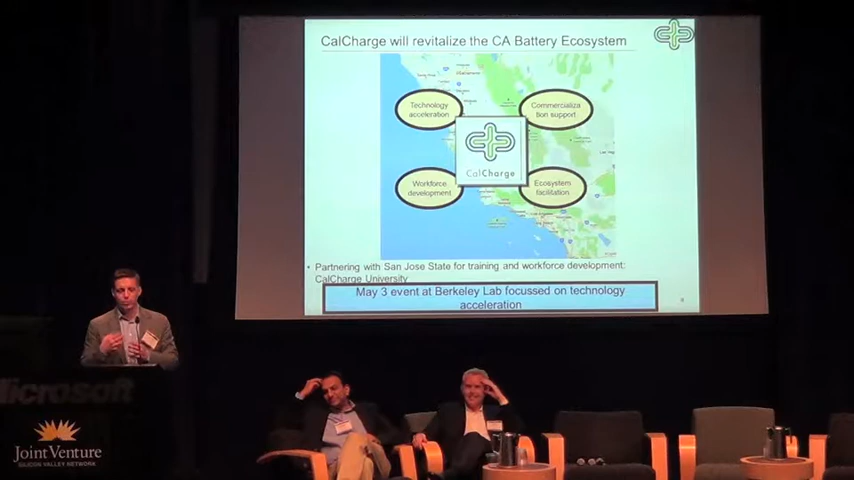 CalCharge will revitalize the CA Battery Ecosystem
Technology
acceleration
Commercializa
tion support
CalCharge
Workforce
development
Ecosystem
facilitation
• Partnering with San Jose State for training and workforce development:
CalCharge University
May 3 event at Berkeley Lab focussed on technology
acceleration
Microsoft
Joint Venture
SILICON VALLEY NETWORK